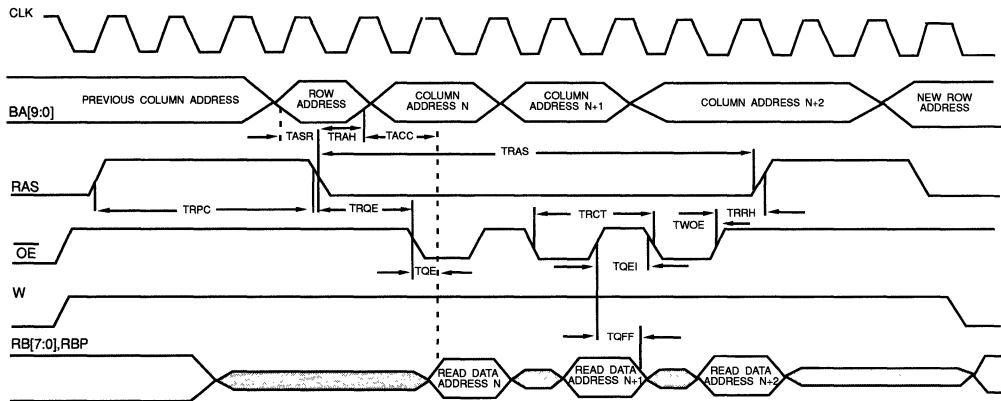 CLK
PREVIOUS COLUMN ADDRESS
ROW
ADDRESS
COLUMN
ADDRESS N
COLUMN
ADDRESS N+1
COLUMN ADDRESS N+2
NEW ROW
ADDRESS
BA[9:0]
TASR
TRAH
TACC
TRAS
RAS
TRPC
TRQE
TRCT
TWOE
TRRH
OE
TQE
TQEI
W
TQFF
RB[7:0],RBP
READ DATA
ADDRESS N
READ DATA
ADDRESS N+1
READ DATA
ADDRESS N+2